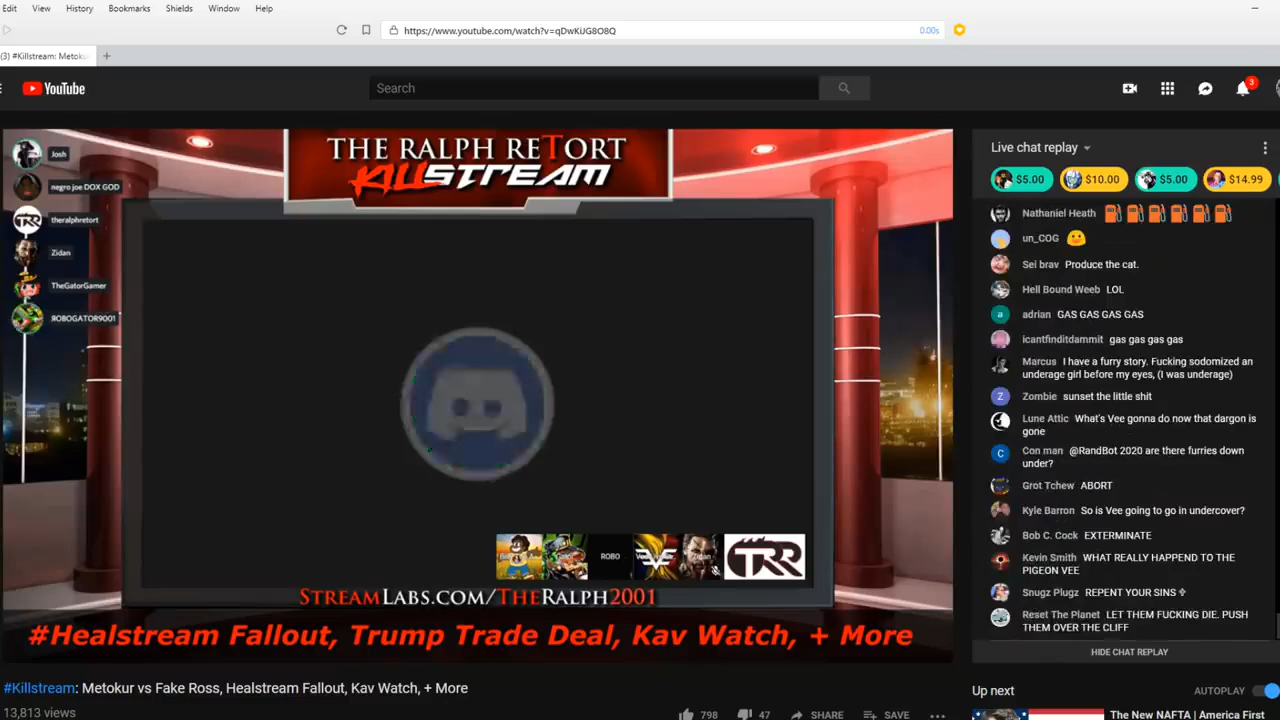 Edit View History Bookmarks Shields Window Help
https://www.youtube.com/watch?v=qDwKiJG8O8Q 0.00s
(3) #Killstream: Metoku
YouTube
Search
3
THE RALPH RETORT
KILLSTREAM
Josh
negro joe DOX GOD
theralphretort
Zidan
TheGatorGamer
ROBOGATOR9001
ROBO
Zidan
TRR
STREAMLABS.COM/THERALPH2001
#Healstream Fallout, Trump Trade Deal, Kav Watch, + More
#Killstream: Metokur vs Fake Ross, Healstream Fallout, Kav Watch, + More
13,813 views
798 47 SHARE SAVE
Live chat replay
$5.00 $10.00 $5.00 $14.99
Nathaniel Heath
un_COG
Sei brav Produce the cat.
Hell Bound Weeb LOL
adrian GAS GAS GAS GAS
icantfinditdammit gas gas gas gas
Marcus I have a furry story. Fucking sodomized an
underage girl before my eyes, (I was underage)
Zombie sunset the little shit
Lune Attic What's Vee gonna do now that dargon is
gone
Con man @RandBot 2020 are there furries down
under?
Grot Tchew ABORT
Kyle Barron So is Vee going to go in undercover?
Bob C. Cock EXTERMINATE
Kevin Smith WHAT REALLY HAPPEND TO THE
PIGEON VEE
Snugz Plugz REPENT YOUR SINS
Reset The Planet LET THEM FUCKING DIE. PUSH
THEM OVER THE CLIFF
HIDE CHAT REPLAY
Up next AUTOPLAY
The New NAFTA | America First